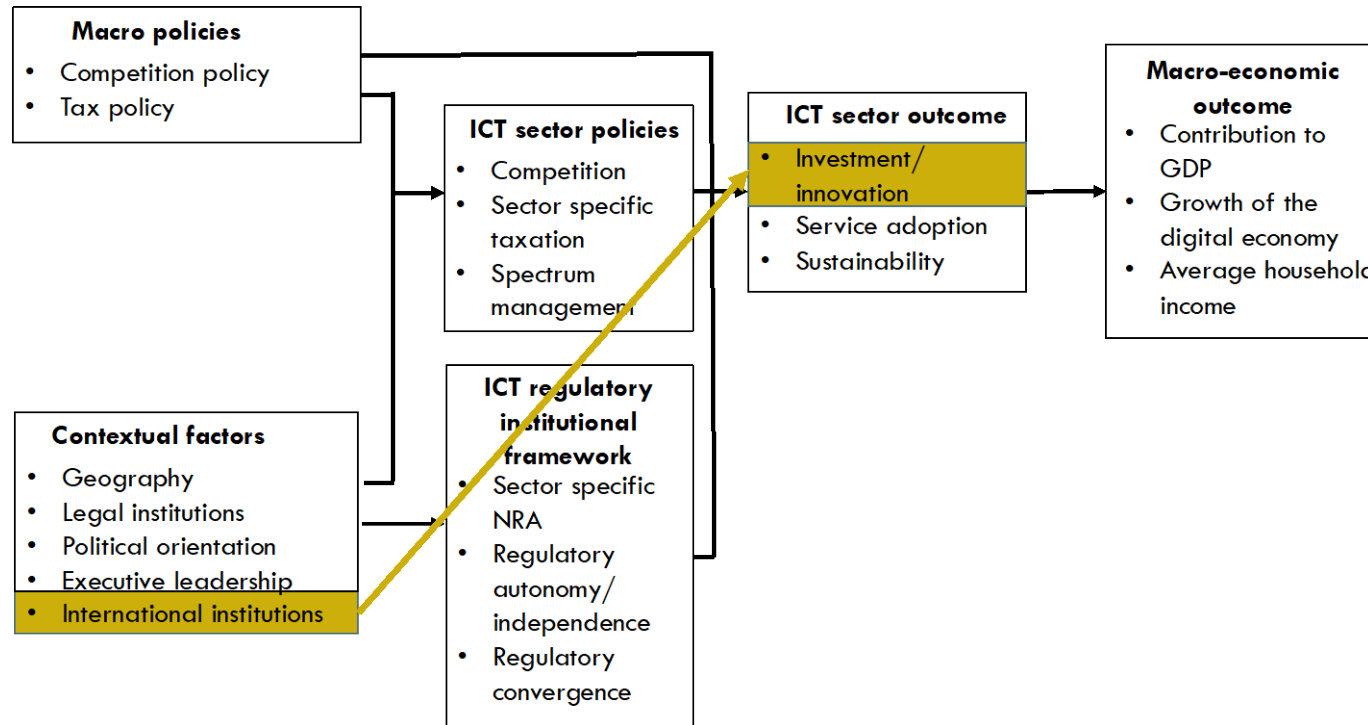 Macro policies
• Competition policy
• Tax policy
ICT sector policies
• Competition
• Sector specific
taxation
• Spectrum
management
ICT sector outcome
• Investment/
innovation
• Service adoption
• Sustainability
Macro-economic
outcome
• Contribution to
GDP
• Growth of the
digital economy
• Average household
income
Contextual factors
• Geography
• Legal institutions
• Political orientation
• Executive leadership
• International institutions
ICT regulatory
institutional
framework
• Sector specific
NRA
• Regulatory
autonomy/
independence
• Regulatory
convergence